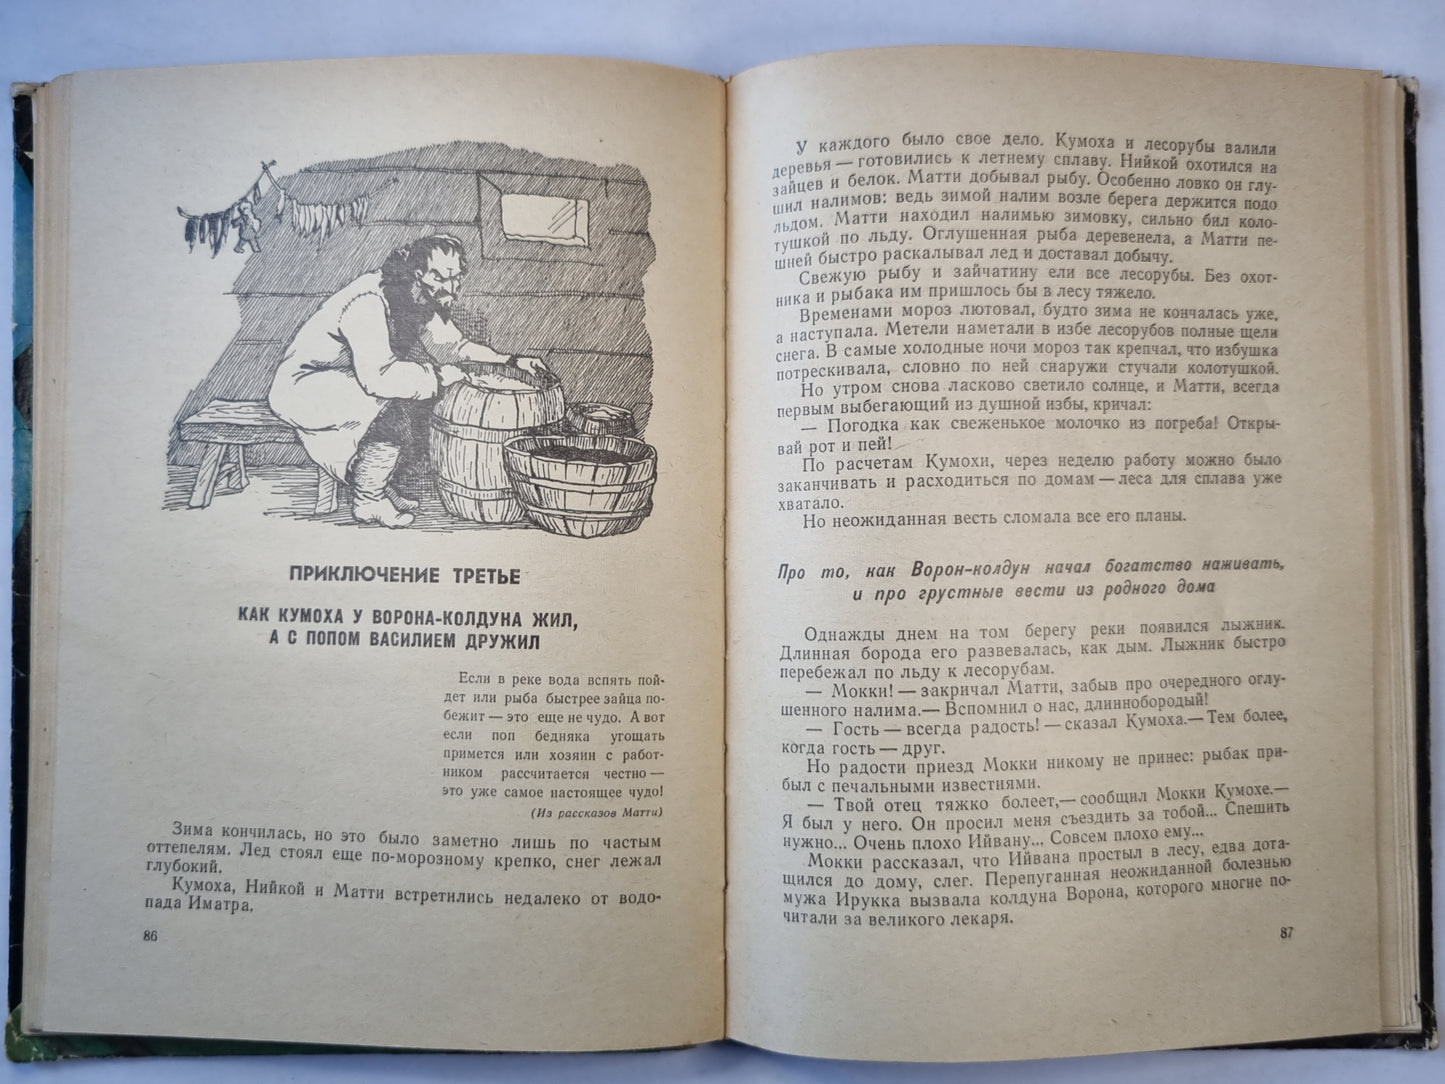 ПРИКЛЮЧЕНИЕ ТРЕТЬЕ
КАК КУМОХА У ВОРОНА-КОЛДУНА ЖИЛ,
А С ПОПОМ ВАСИЛИЕМ ДРУЖИЛ
Если в реке вода вспять пой-
дет или рыба быстрее зайца по-
бежит — это еще не чудо. А вот
если поп бедняка угощать
примется или хозяин с работ-
ником рассчитается честно —
это уже самое настоящее чудо!
(Из рассказов Матти)
Зима кончилась, но это было заметно лишь по частым
оттепелям. Лед стоял еще по-морозному крепко, снег лежал
глубокий.
Кумоха, Нийкой и Матти встретились недалеко от водо-
пада Иматра.
86
У каждого было свое дело. Кумоха и лесорубы валили
деревья — готовились к летнему сплаву. Нийкой охотился на
зайцев и белок. Матти добывал рыбу. Особенно ловко он глу-
шил налимов: ведь зимой налим возле берега держится подо
льдом. Матти находил налимью зимовку, сильно бил коло-
тушкой по льду. Оглушенная рыба деревенела, а Матти пе-
шней быстро раскалывал лед и доставал добычу.
Свежую рыбу и зайчатину ели все лесорубы. Без охот-
ника и рыбака им пришлось бы в лесу тяжело.
Временами мороз лютовал, будто зима не кончалась уже,
а наступала. Метели наметали в избе лесорубов полные щели
снега. В самые холодные ночи мороз так крепчал, что избушка
потрескивала, словно по ней снаружи стучали колотушкой.
Но утром снова ласково светило солнце, и Матти, всегда
первым выбегающий из душной избы, кричал:
— Погодка как свеженькое молочко из погреба! Откры-
вай рот и пей!
По расчетам Кумохи, через неделю работу можно было
заканчивать и расходиться по домам — леса для сплава уже
хватало.
Но неожиданная весть сломала все его планы.
Про то, как Ворон-колдун начал богатство наживать,
и про грустные вести из родного дома
Однажды днем на том берегу реки появился лыжник.
Длинная борода его развевалась, как дым. Лыжник быстро
перебежал по льду к лесорубам.
— Мокки! — закричал Матти, забыв про очередного оглу-
шенного налима.— Вспомнил о нас, длиннобородый!
— Гость — всегда радость! — сказал Кумоха.— Тем более,
когда гость — друг.
Но радости приезд Мокки никому не принес: рыбак при-
был с печальными известиями.
— Твой отец тяжко болеет,— сообщил Мокки Кумохе.—
Я был у него. Он просил меня съездить за тобой... Спешить
нужно... Очень плохо Ийвану... Совсем плохо ему...
Мокки рассказал, что Ийвана простыл в лесу, едва дота-
щился до дому, слег. Перепуганная неожиданной болезнью
мужа Ирукка вызвала колдуна Ворона, которого многие по-
читали за великого лекаря.
87